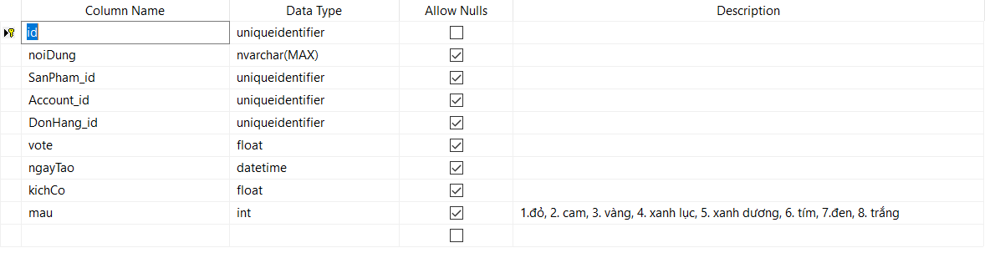 Column Name Data Type Allow Nulls Description
id uniqueidentifier
noiDung nvarchar(MAX)
SanPham_id uniqueidentifier
Account_id uniqueidentifier
DonHang_id uniqueidentifier
vote float
ngayTao datetime
kichCo float
mau int 1.đỏ, 2. cam, 3. vàng, 4. xanh lục, 5. xanh dương, 6. tím, 7.đen, 8. trắng